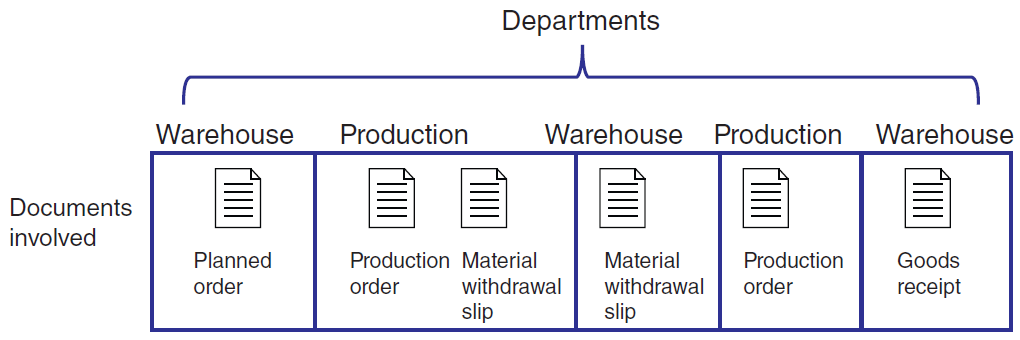 Departments
Warehouse Production Warehouse Production Warehouse
Documents
involved
Planned
order
Production
order
Material
withdrawal
slip
Material
withdrawal
slip
Production
order
Goods
receipt